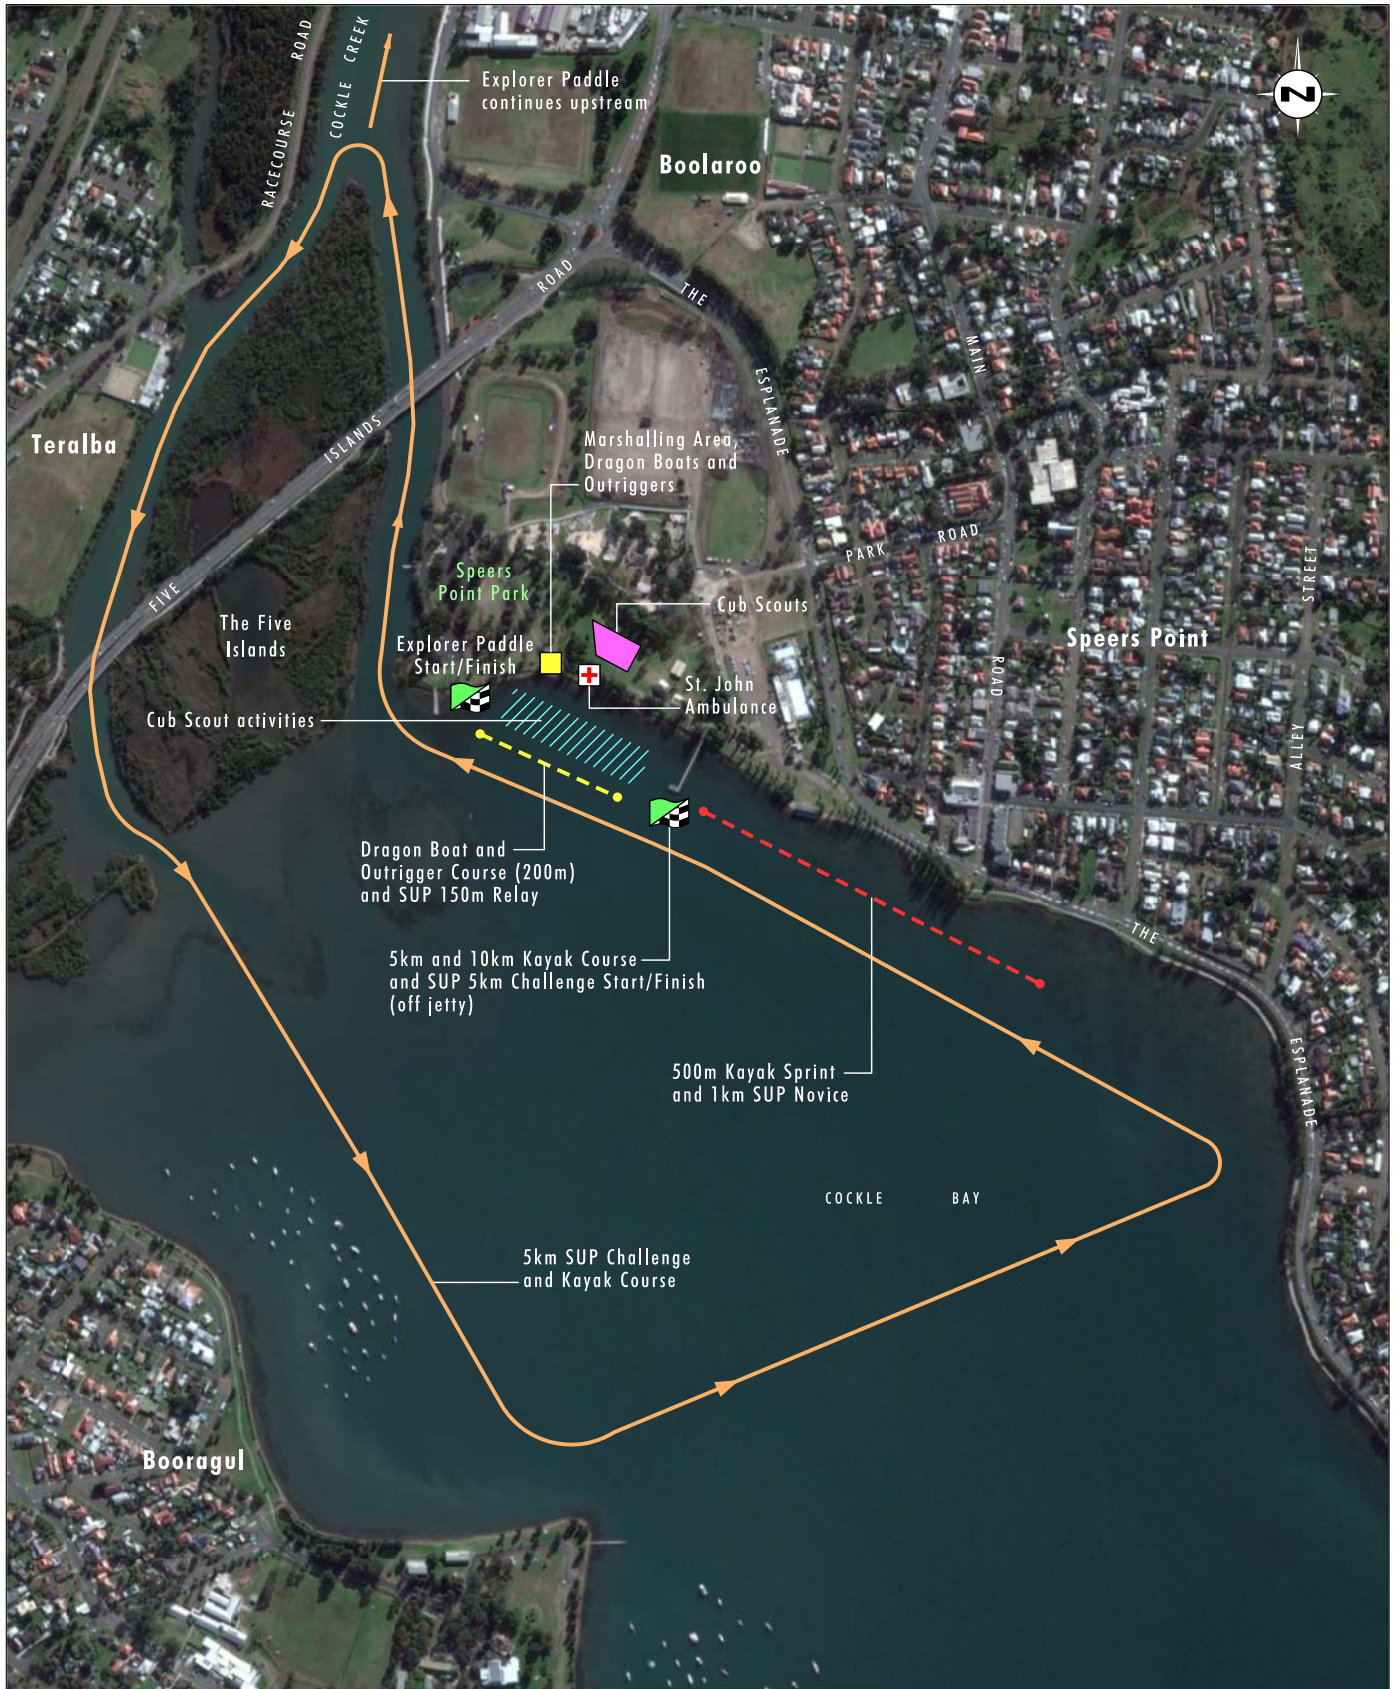 RACECOURSE ROAD
COCKLE CREEK
Explorer Paddle
continues upstream
N
Boolaroo
ROAD
THE
ESPLANADE
MAIN
Teralba
ISLANDS
Marshalling Area,
Dragon Boats and
Outriggers
PARK ROAD
STREET
FIVE
Speers
Point Park
Cub Scouts
The Five
Islands
Explorer Paddle
Start/Finish
Speers Point
ROAD
St. John
Ambulance
Cub Scout activities
ALLEY
Dragon Boat and
Outrigger Course (200m)
and SUP 150m Relay
THE
5km and 10km Kayak Course
and SUP 5km Challenge Start/Finish
(off jetty)
ESPLANADE
500m Kayak Sprint
and 1km SUP Novice
COCKLE BAY
5km SUP Challenge
and Kayak Course
Booragul